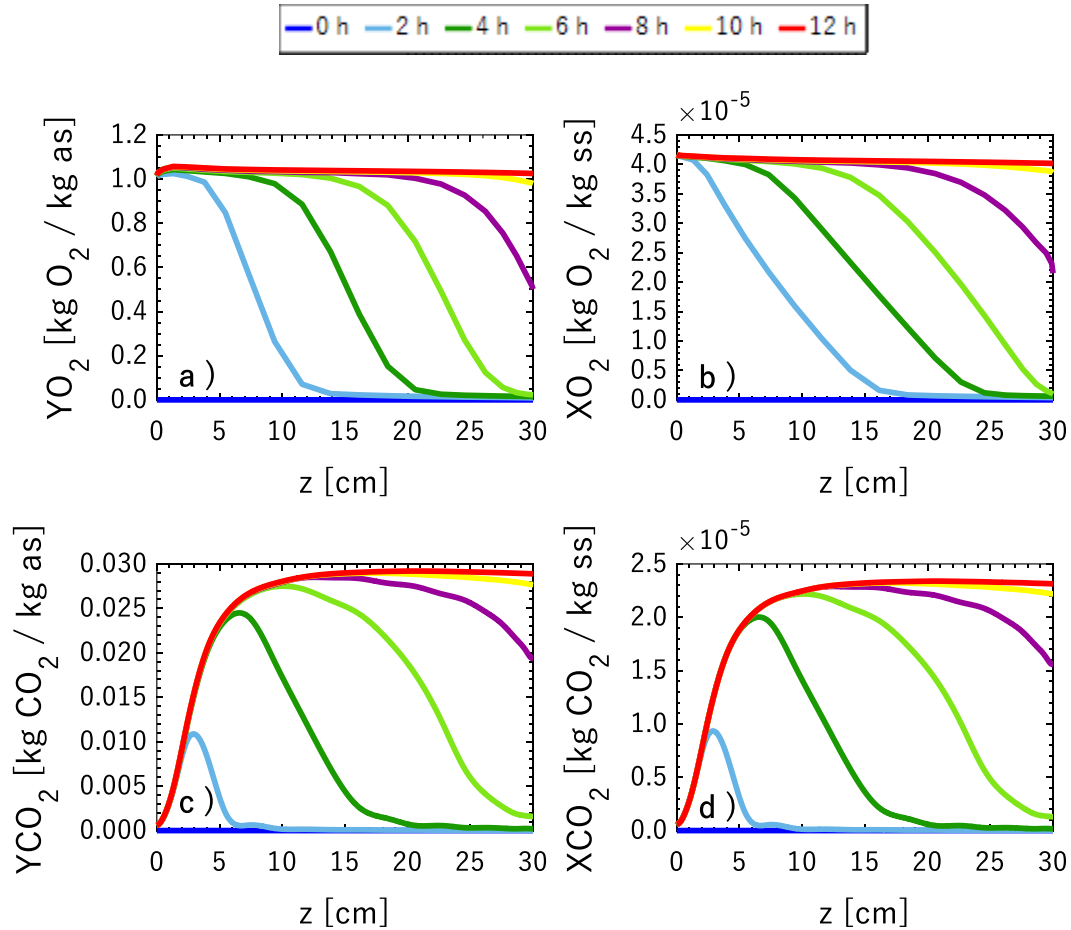 0 h 2 h 4 h 6 h 8 h 10 h 12 h
YO2 [kg O2 / kg as]
1.2
1.0
0.8
0.6
0.4
0.2
0.0
a)
0 5 10 15 20 25 30
z [cm]
×10-5
XO2 [kg O2 / kg ss]
4.5
4.0
3.5
3.0
2.5
2.0
1.5
1.0
0.5
0.0
b)
0 5 10 15 20 25 30
z [cm]
YCO2 [kg CO2 / kg as]
0.030
0.025
0.020
0.015
0.010
0.005
0.000
c)
0 5 10 15 20 25 30
z [cm]
×10-5
XCO2 [kg CO2 / kg ss]
2.5
2.0
1.5
1.0
0.5
0.0
d)
0 5 10 15 20 25 30
z [cm]